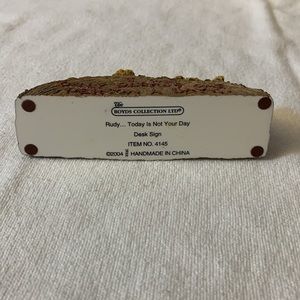 The
BOYDS COLLECTION LTD®
Rudy... Today Is Not Your Day
Desk Sign
ITEM NO. 4145
©2004 HANDMADE IN CHINA